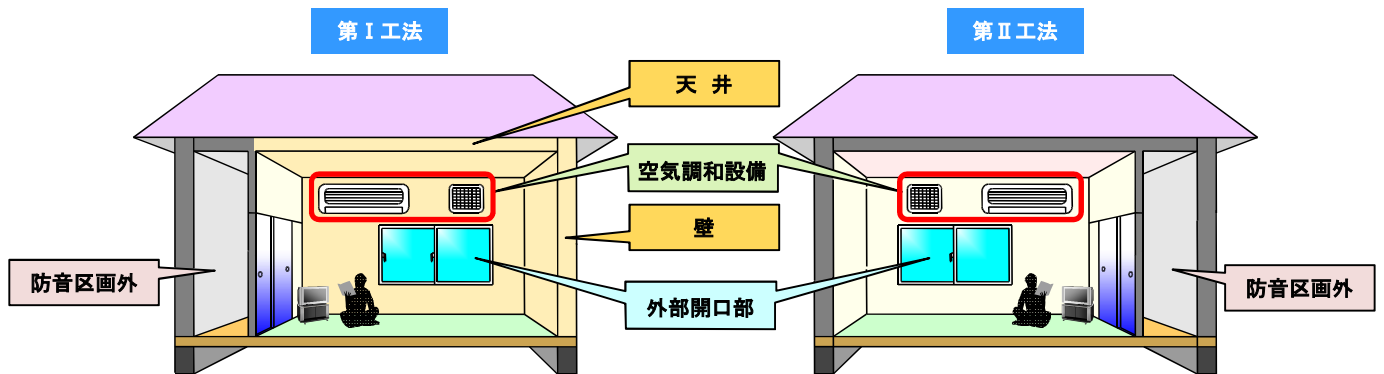 第Ⅰ工法
第Ⅱ工法
天 井
空気調和設備
壁
防音区画外
外部開口部
防音区画外